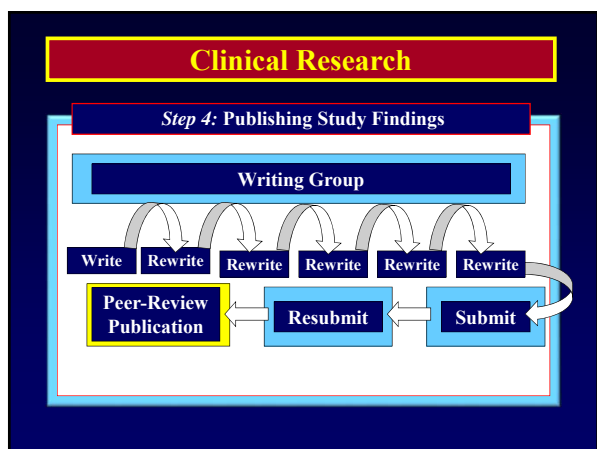 Clinical Research
Step 4: Publishing Study Findings
Writing Group
Write
Rewrite
Rewrite
Rewrite
Rewrite
Rewrite
Peer-Review
Publication
Resubmit
Submit